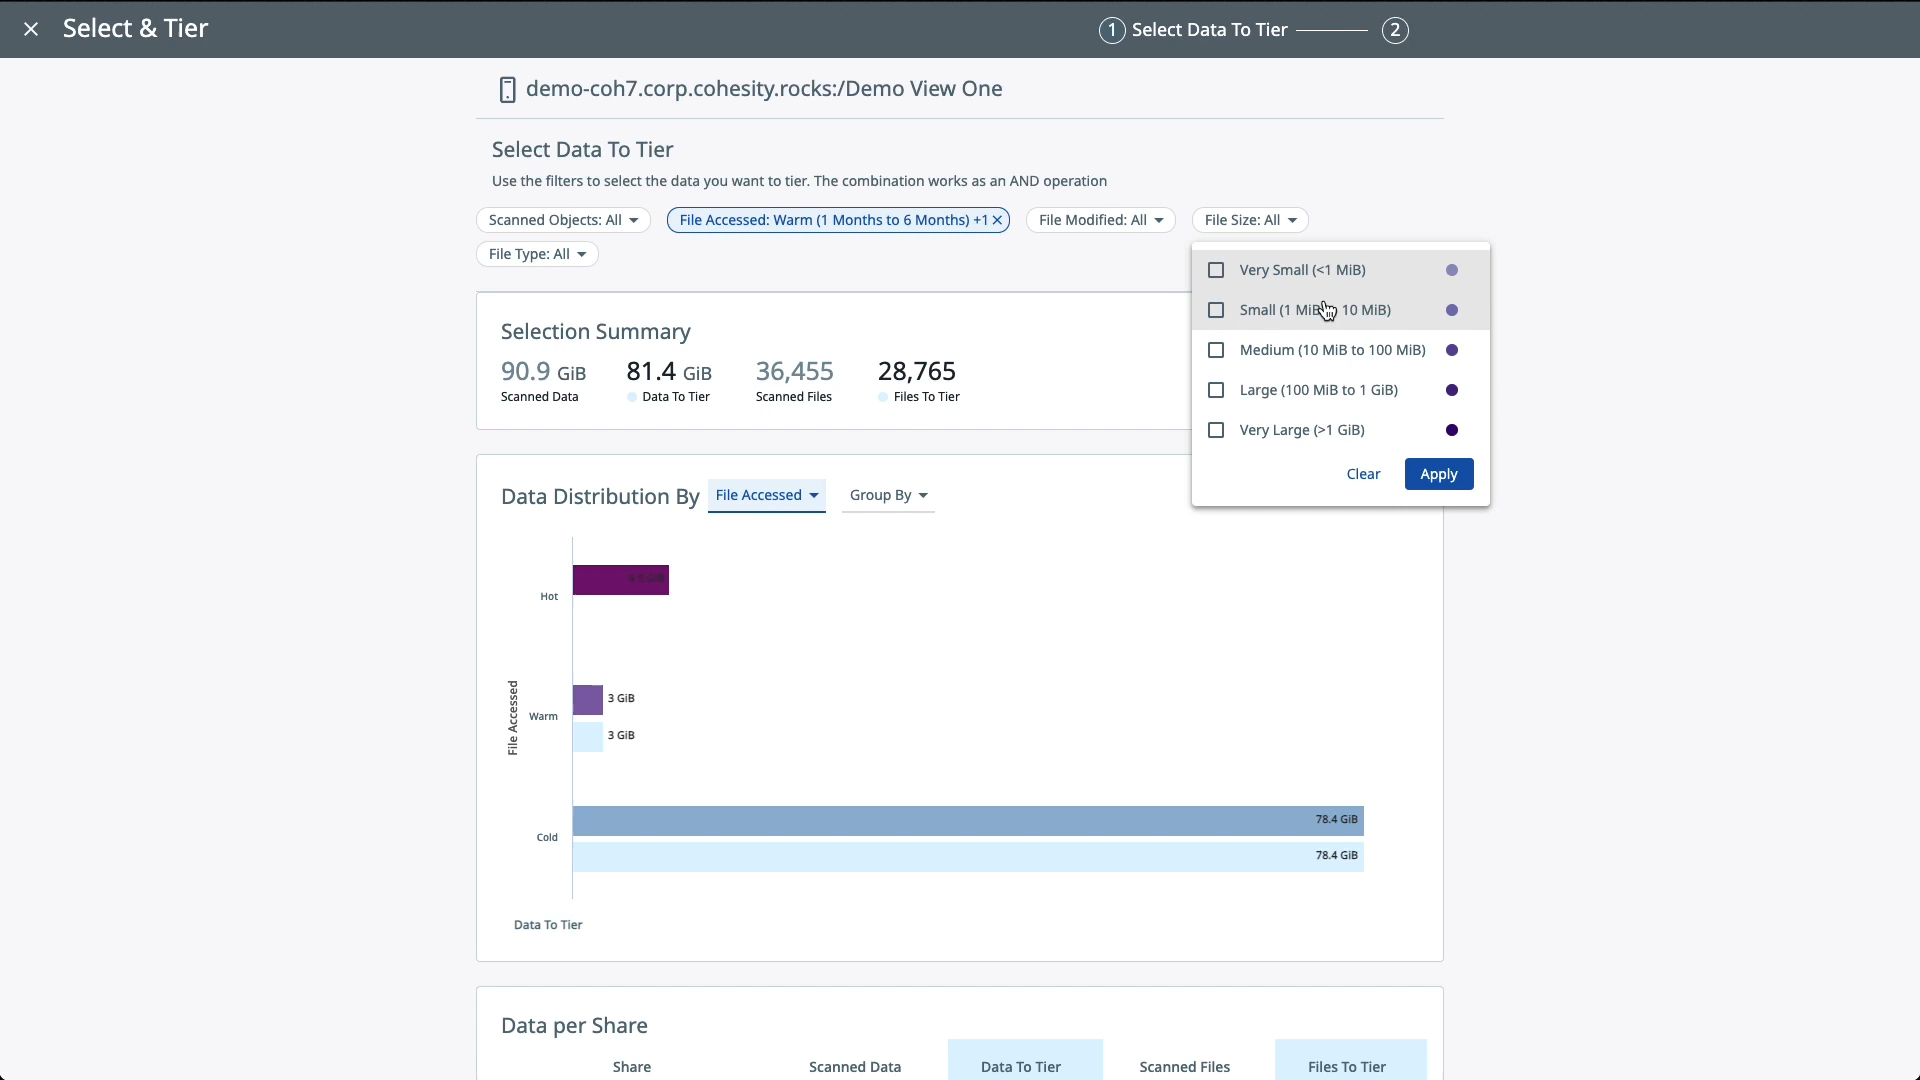 Select & Tier
1 Select Data To Tier 2
demo-coh7.corp.cohesity.rocks:/Demo View One
Select Data To Tier
Use the filters to select the data you want to tier. The combination works as an AND operation
Scanned Objects: All
File Accessed: Warm (1 Months to 6 Months) +1
File Modified: All
File Size: All
File Type: All
Very Small (<1 MiB)
Small (1 MiB 10 MiB)
Medium (10 MiB to 100 MiB)
Large (100 MiB to 1 GiB)
Very Large (>1 GiB)
Clear Apply
Selection Summary
90.9 GiB 81.4 GiB 36,455 28,765
Scanned Data Data To Tier Scanned Files Files To Tier
Data Distribution By File Accessed Group By
File Accessed
Hot
Warm
3 GiB
3 GiB
Cold
78.4 GiB
78.4 GiB
Data To Tier
Data per Share
Share Scanned Data Data To Tier Scanned Files Files To Tier